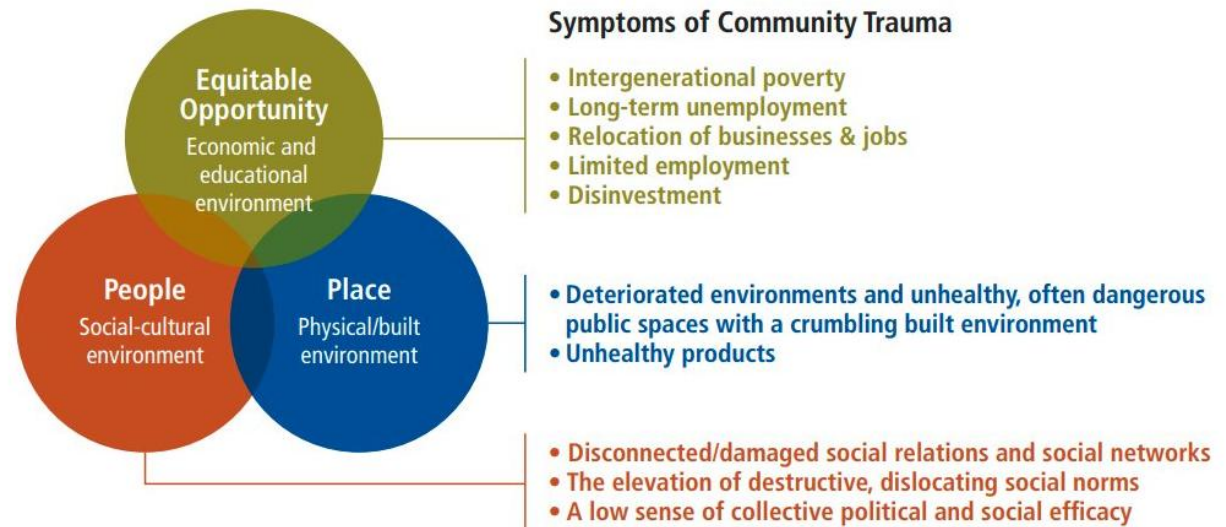 Symptoms of Community Trauma
Equitable
Opportunity
Economic and
educational
environment
• Intergenerational poverty
• Long-term unemployment
• Relocation of businesses & jobs
• Limited employment
• Disinvestment
People
Social-cultural
environment
Place
Physical/built
environment
• Deteriorated environments and unhealthy, often dangerous
public spaces with a crumbling built environment
• Unhealthy products
• Disconnected/damaged social relations and social networks
• The elevation of destructive, dislocating social norms
• A low sense of collective political and social efficacy